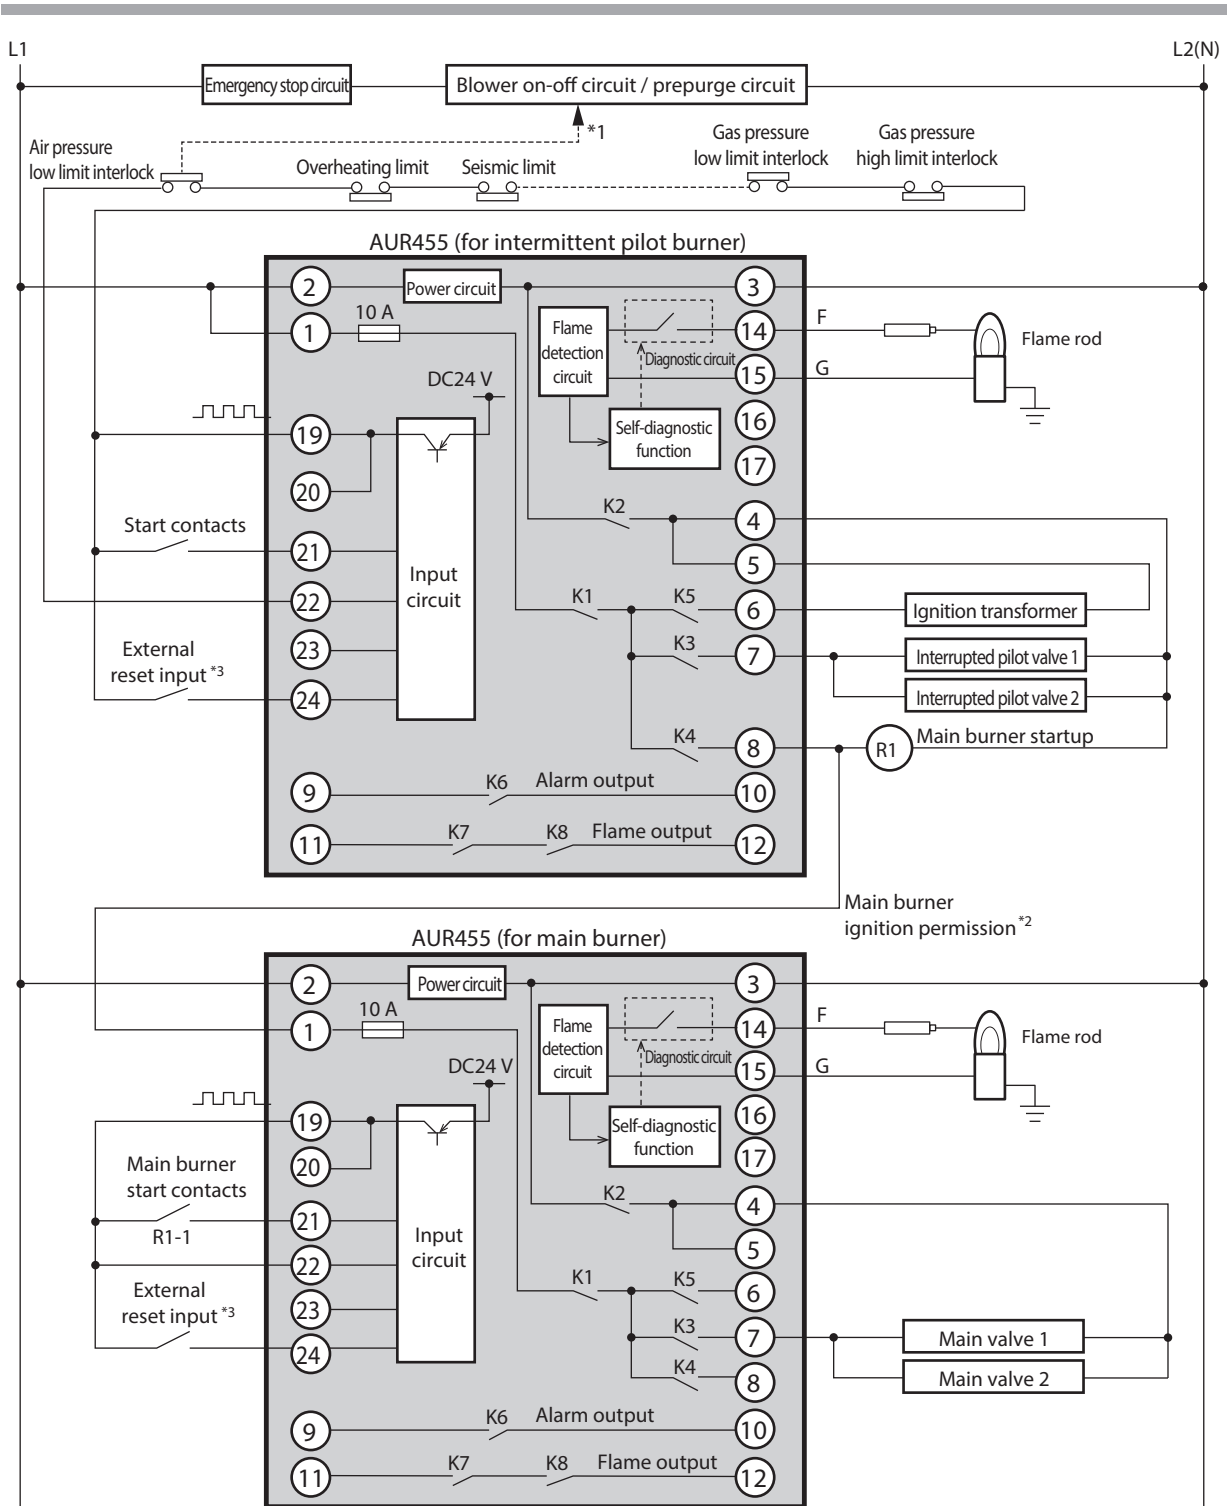 L1
L2(N)
Emergency stop circuit
Blower on-off circuit / prepurge circuit
*1
Air pressure
low limit interlock
Overheating limit
Seismic limit
Gas pressure
low limit interlock
Gas pressure
high limit interlock
AUR455 (for intermittent pilot burner)
2
Power circuit
3
1
10 A
Flame
detection
circuit
Diagnostic circuit
14
F
Flame rod
15
G
DC24 V
Self-diagnostic
function
16
17
19
20
K2
4
5
Start contacts
21
Input
circuit
22
K1
K5
6
Ignition transformer
23
K3
7
Interrupted pilot valve 1
External
reset input *3
24
Interrupted pilot valve 2
K4
8
R1
Main burner startup
9
K6
Alarm output
10
11
K7
K8
Flame output
12
Main burner
ignition permission*2
AUR455 (for main burner)
2
Power circuit
3
1
10 A
Flame
detection
circuit
Diagnostic circuit
14
F
Flame rod
15
G
DC24 V
Self-diagnostic
function
16
17
19
20
Main burner
start contacts
R1-1
K2
4
5
21
Input
circuit
22
K1
K5
6
External
reset input *3
23
K3
7
Main valve 1
24
K4
8
Main valve 2
9
K6
Alarm output
10
11
K7
K8
Flame output
12